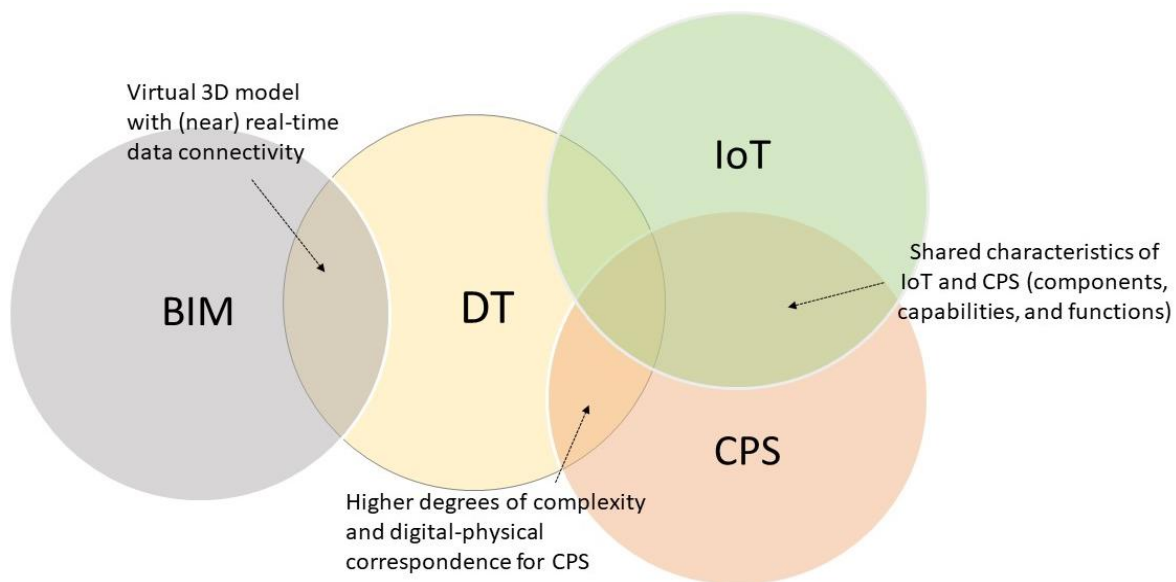 Virtual 3D model
with (near) real-time
data connectivity
IoT
Shared characteristics of
IoT and CPS (components,
capabilities, and functions)
BIM
DT
CPS
Higher degrees of complexity
and digital-physical
correspondence for CPS